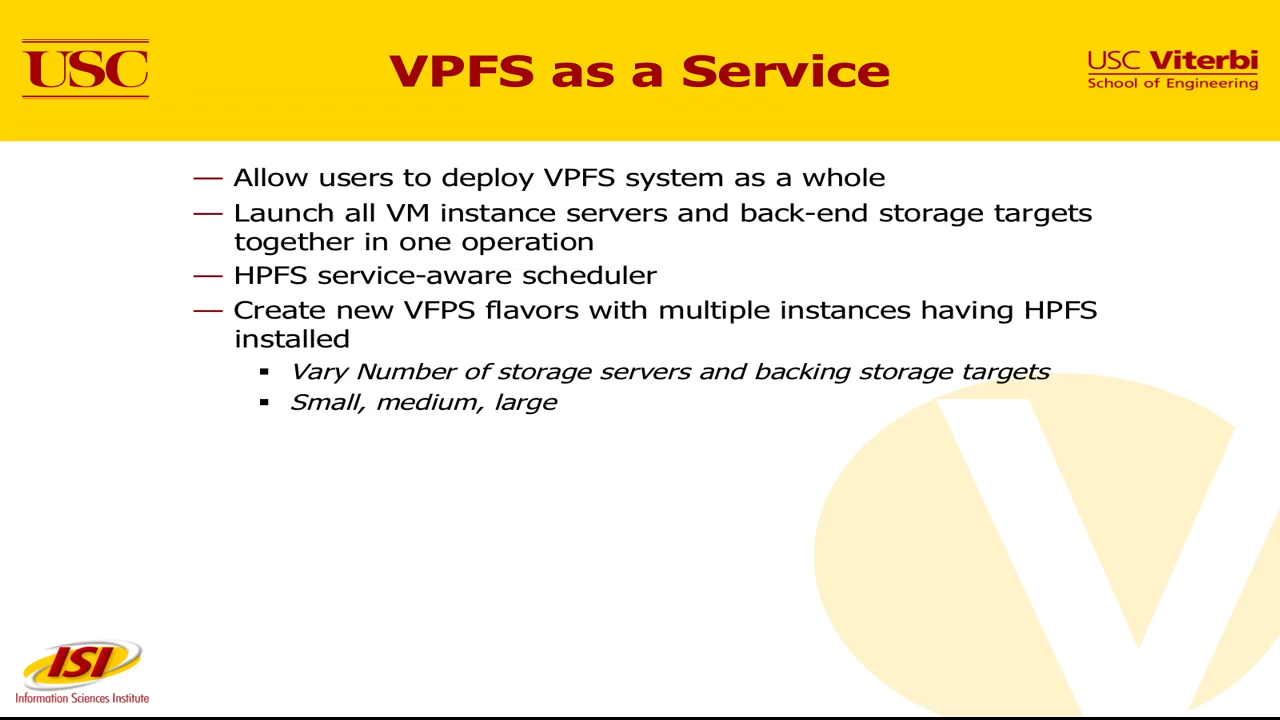 USC
VPFS as a Service
USC Viterbi
School of Engineering
— Allow users to deploy VPFS system as a whole
— Launch all VM instance servers and back-end storage targets
together in one operation
— HPFS service-aware scheduler
— Create new VFPS flavors with multiple instances having HPFS
installed
▪ Vary Number of storage servers and backing storage targets
▪ Small, medium, large
ISI
Information Sciences Institute